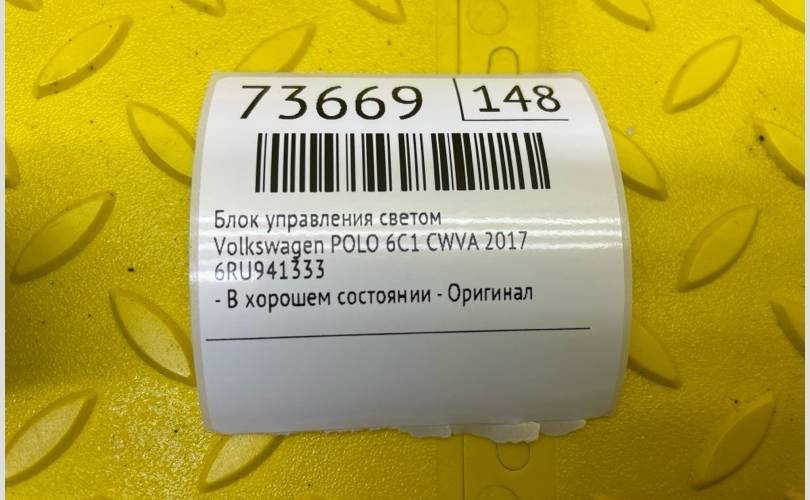 73669 148
Блок управления светом
Volkswagen POLO 6C1 CWVA 2017
6RU941333
- В хорошем состоянии - Оригинал